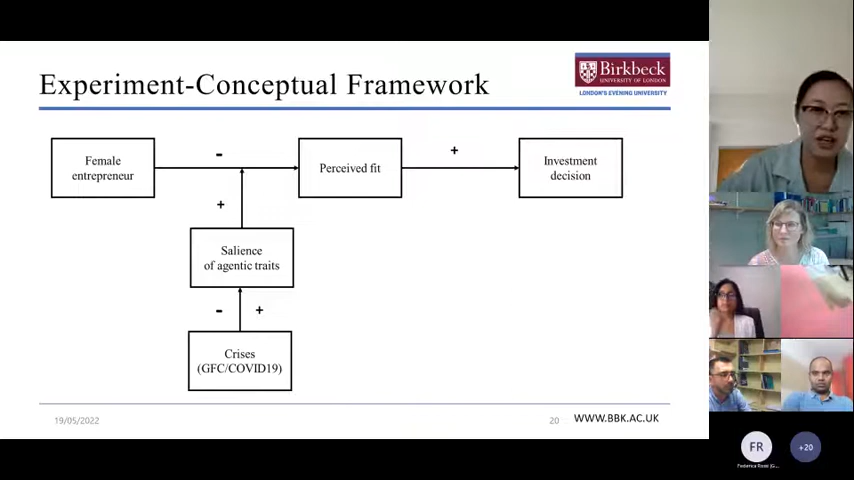 Birkbeck
UNIVERSITY OF LONDON
LONDON'S EVENING UNIVERSITY
Experiment-Conceptual Framework
Female
entrepreneur
-
Perceived fit
+
Investment
decision
+
Salience
of agentic traits
- +
Crises
(GFC/COVID19)
19/05/2022
20
WWW.BBK.AC.UK
FR
+20